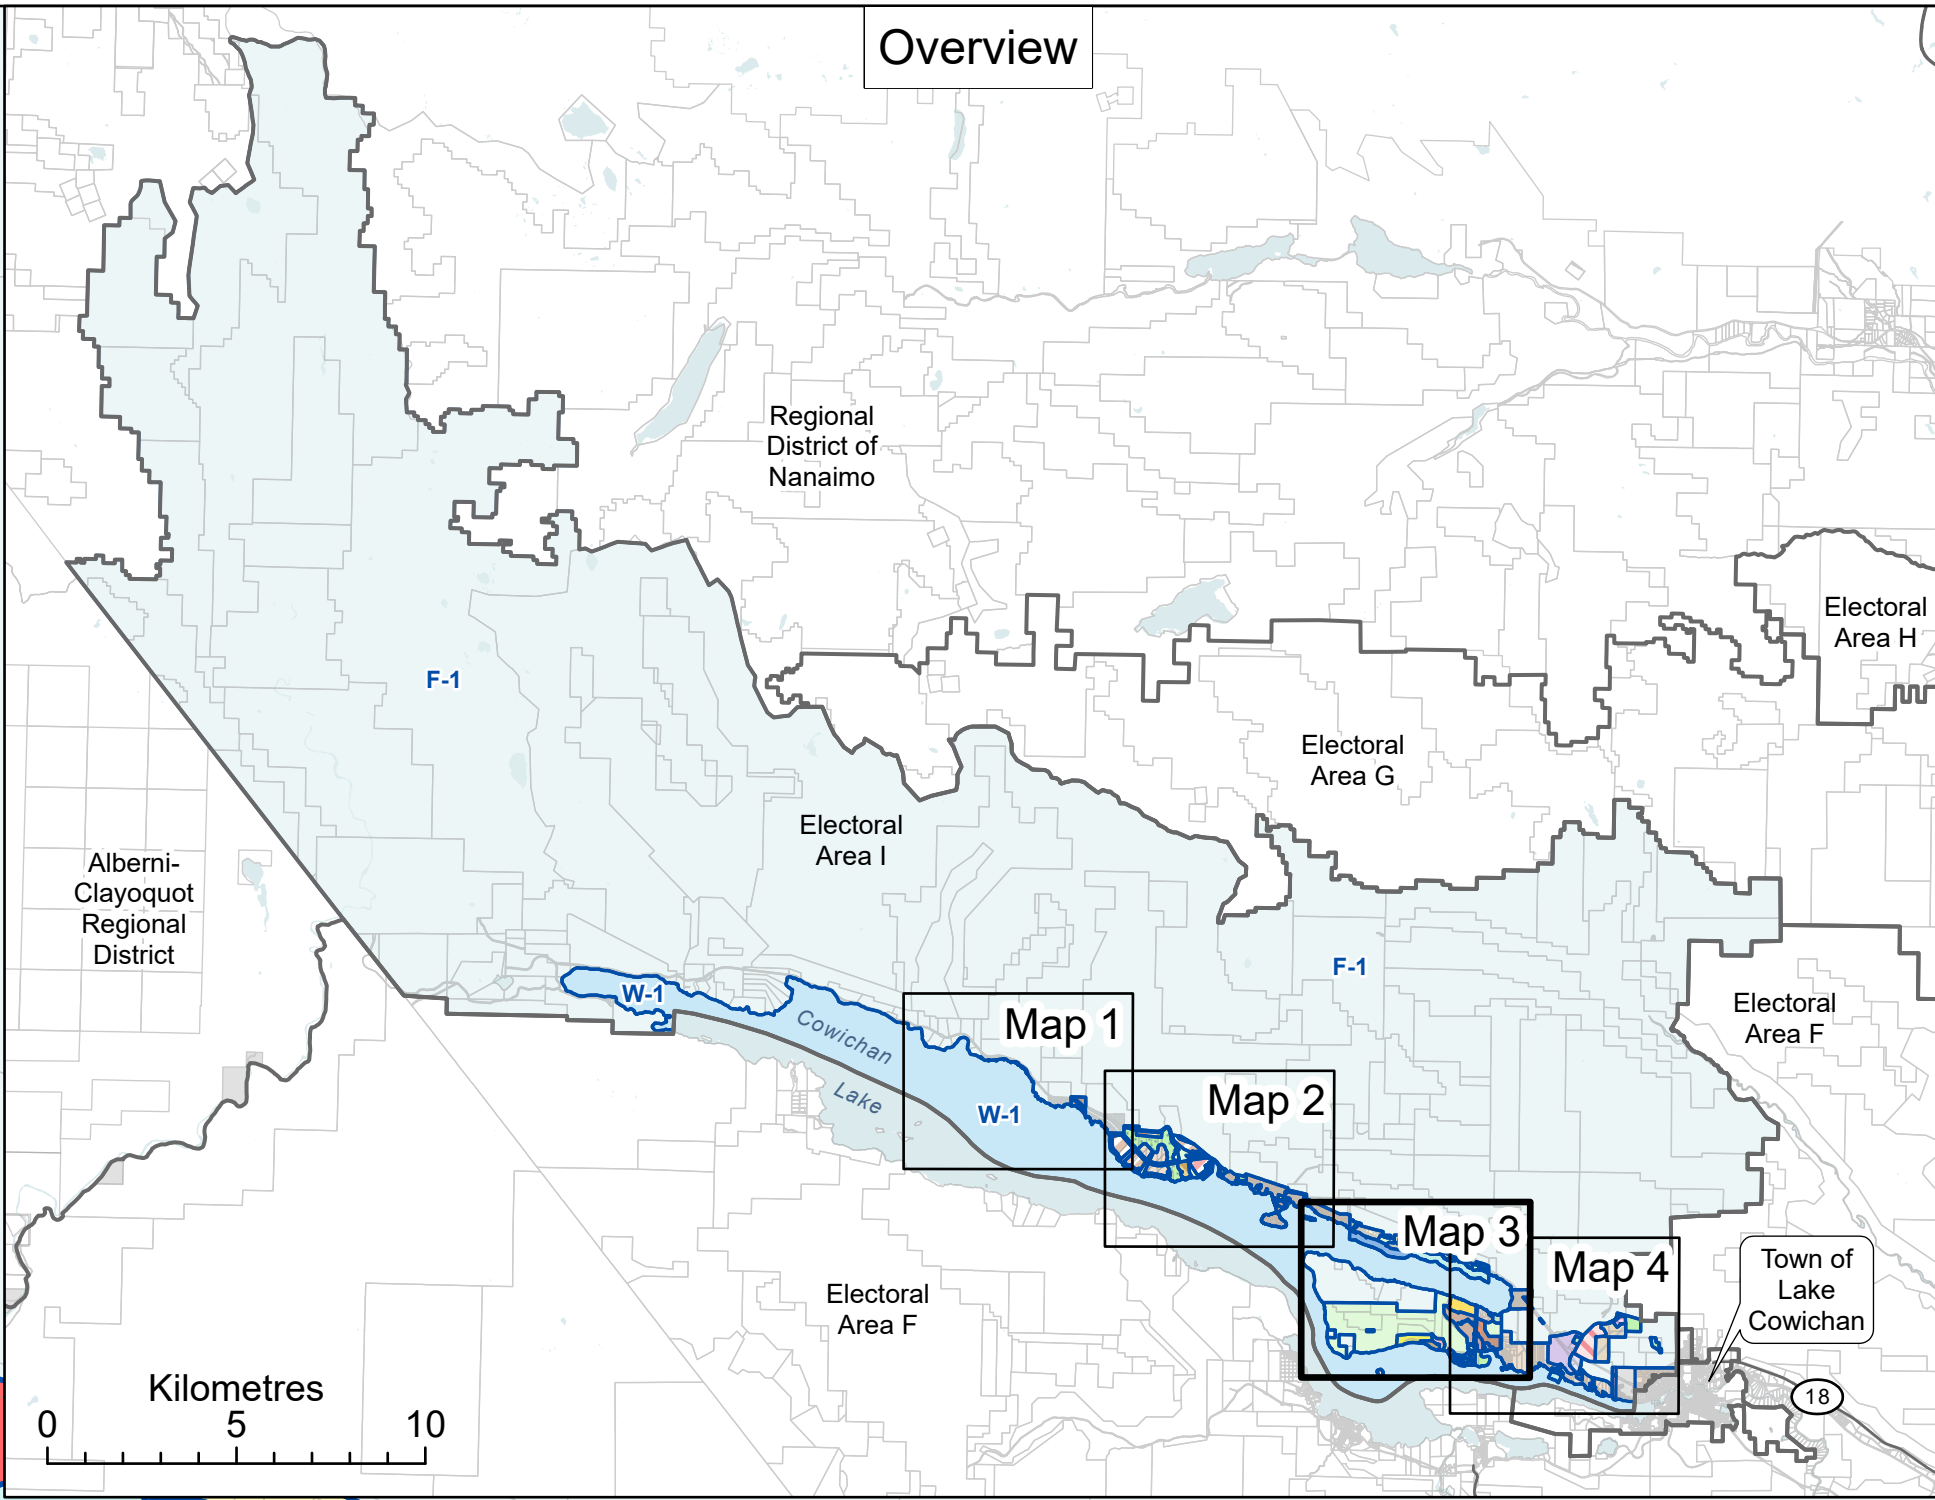 Overview
Regional
District of
Nanaimo
Electoral
Area H
F-1
Electoral
Area G
Electoral
Area I
Alberni-
Clayoquot
Regional
District
F-1
W-1
Electoral
Area F
Cowichan
Lake
Map 1
W-1
Map 2
Map 3
Map 4
Town of
Lake
Cowichan
Electoral
Area F
18
Kilometres
0 5 10